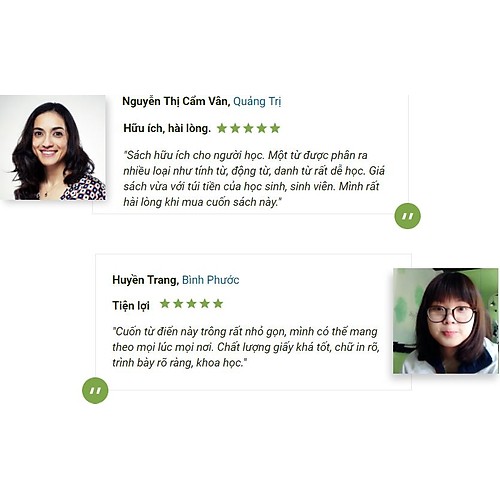 Nguyễn Thị Cẩm Vân, Quảng Trị
Hữu ích, hài lòng.
"Sách hữu ích cho người học. Một từ được phân ra
nhiều loại như tính từ, động từ, danh từ rất dễ học. Giá
sách vừa với túi tiền của học sinh, sinh viên. Mình rất
hài lòng khi mua cuốn sách này."
Huyền Trang, Bình Phước
Tiện lợi
"Cuốn từ điển này trông rất nhỏ gọn, mình có thể mang
theo mọi lúc mọi nơi. Chất lượng giấy khá tốt, chữ in rõ,
trình bày rõ ràng, khoa học."